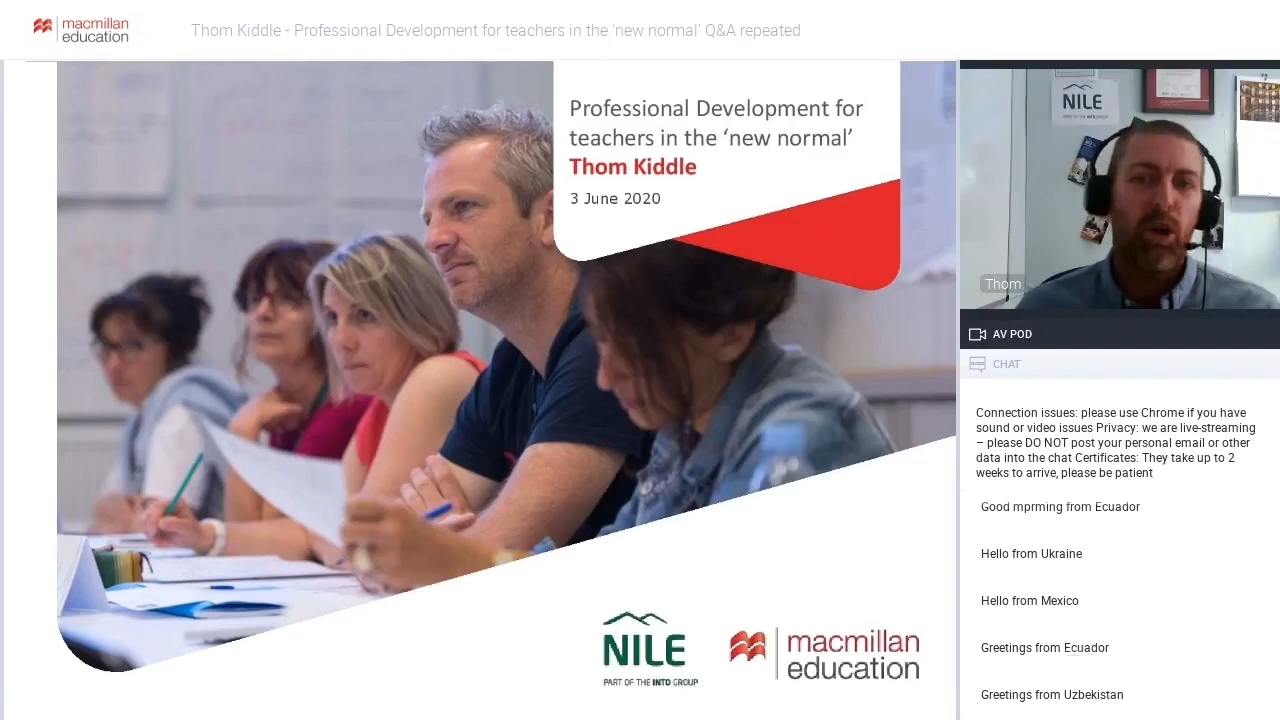 macmillan
education
Thom Kiddle - Professional Development for teachers in the ‘new normal’ Q&A repeated
Professional Development for
teachers in the ‘new normal’
Thom Kiddle
3 June 2020
NILE
PART OF THE INTO GROUP
macmillan
education
NILE
PART OF THE INTO GROUP
Thom
AV POD
CHAT
Connection issues: please use Chrome if you have
sound or video issues Privacy: we are live-streaming
– please DO NOT post your personal email or other
data into the chat Certificates: They take up to 2
weeks to arrive, please be patient
Good mprming from Ecuador
Hello from Ukraine
Hello from Mexico
Greetings from Ecuador
Greetings from Uzbekistan